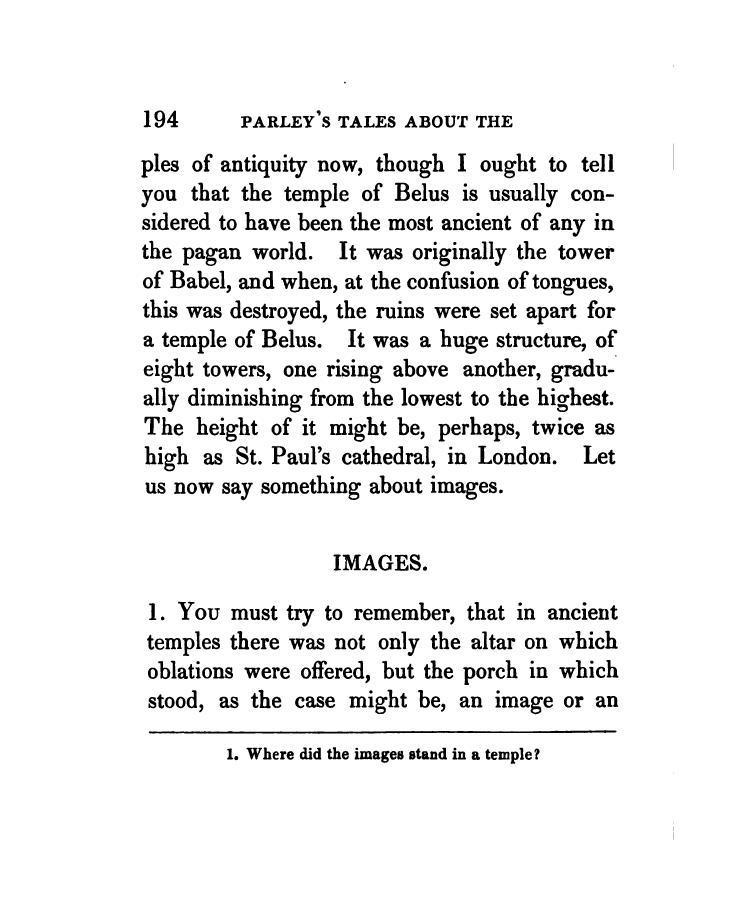 194 PARLEY'S TALES ABOUT THE
ples of antiquity now, though I ought to tell
you that the temple of Belus is usually con-
sidered to have been the most ancient of any in
the pagan world. It was originally the tower
of Babel, and when, at the confusion of tongues,
this was destroyed, the ruins were set apart for
a temple of Belus. It was a huge structure, of
eight towers, one rising above another, gradu-
ally diminishing from the lowest to the highest.
The height of it might be, perhaps, twice as
high as St. Paul's cathedral, in London. Let
us now say something about images.
IMAGES.
1. YOU must try to remember, that in ancient
temples there was not only the altar on which
oblations were offered, but the porch in which
stood, as the case might be, an image or an
1. Where did the images stand in a temple?